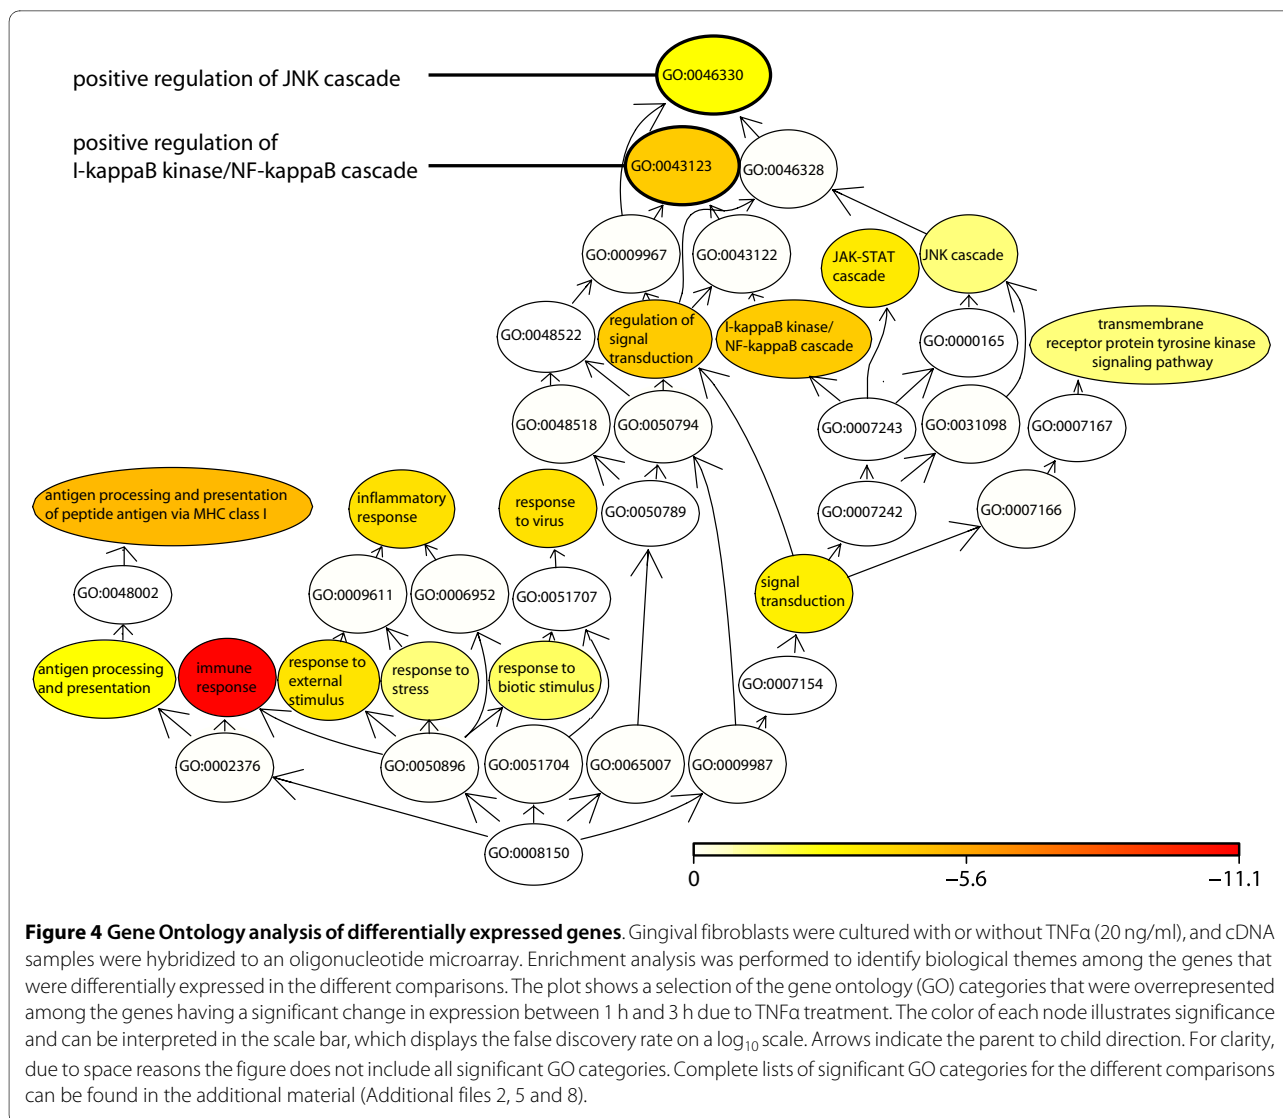 positive regulation of JNK cascade
GO:0046330
positive regulation of
I-kappaB kinase/NF-kappaB cascade
GO:0043123
GO:0046328
GO:0009967
GO:0043122
JAK-STAT
cascade
JNK cascade
GO:0048522
regulation of
signal
transduction
I-kappaB kinase/
NF-kappaB cascade
GO:0000165
transmembrane
receptor protein tyrosine kinase
signaling pathway
GO:0048518
GO:0050794
GO:0007243
GO:0031098
GO:0007167
antigen processing and presentation
of peptide antigen via MHC class I
inflammatory
response
response
to virus
GO:0050789
GO:0007242
GO:0007166
GO:0048002
GO:0009611
GO:0006952
GO:0051707
signal
transduction
antigen processing
and presentation
immune
response
response to
external
stimulus
response to
stress
response to
biotic stimulus
GO:0007154
GO:0002376
GO:0050896
GO:0051704
GO:0065007
GO:0009987
GO:0008150
0
−5.6
−11.1
Figure 4 Gene Ontology analysis of differentially expressed genes. Gingival fibroblasts were cultured with or without TNFα (20 ng/ml), and cDNA
samples were hybridized to an oligonucleotide microarray. Enrichment analysis was performed to identify biological themes among the genes that
were differentially expressed in the different comparisons. The plot shows a selection of the gene ontology (GO) categories that were overrepresented
among the genes having a significant change in expression between 1 h and 3 h due to TNFα treatment. The color of each node illustrates significance
and can be interpreted in the scale bar, which displays the false discovery rate on a log10 scale. Arrows indicate the parent to child direction. For clarity,
due to space reasons the figure does not include all significant GO categories. Complete lists of significant GO categories for the different comparisons
can be found in the additional material (Additional files 2, 5 and 8).